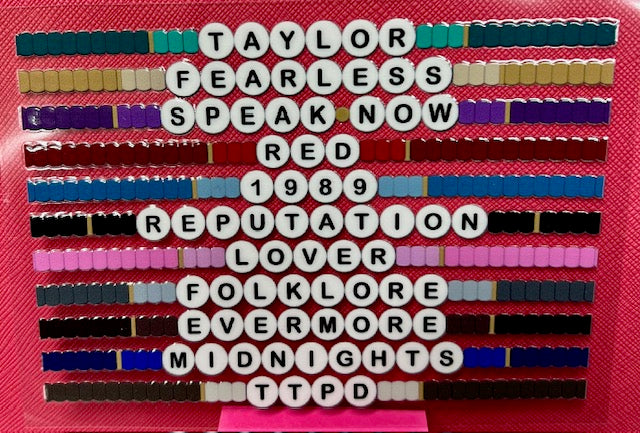 TAYLOR
FEARLESS
SPEAK NOW
RED
1989
REPUTATION
LOVER
FOLKLORE
EVERMORE
MIDNIGHTS
TTPD